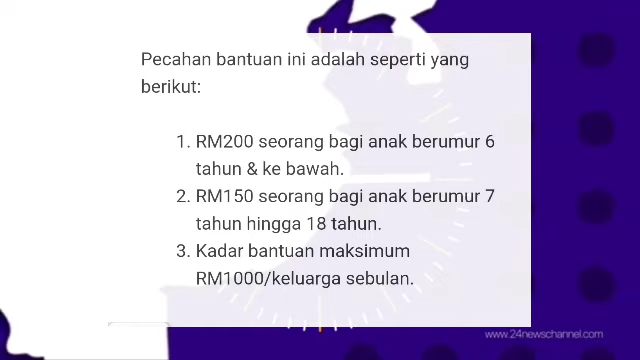 Pecahan bantuan ini adalah seperti yang
berikut:
1. RM200 seorang bagi anak berumur 6
tahun & ke bawah.
2. RM150 seorang bagi anak berumur 7
tahun hingga 18 tahun.
3. Kadar bantuan maksimum
RM1000/keluarga sebulan.
www.24newschannel.com